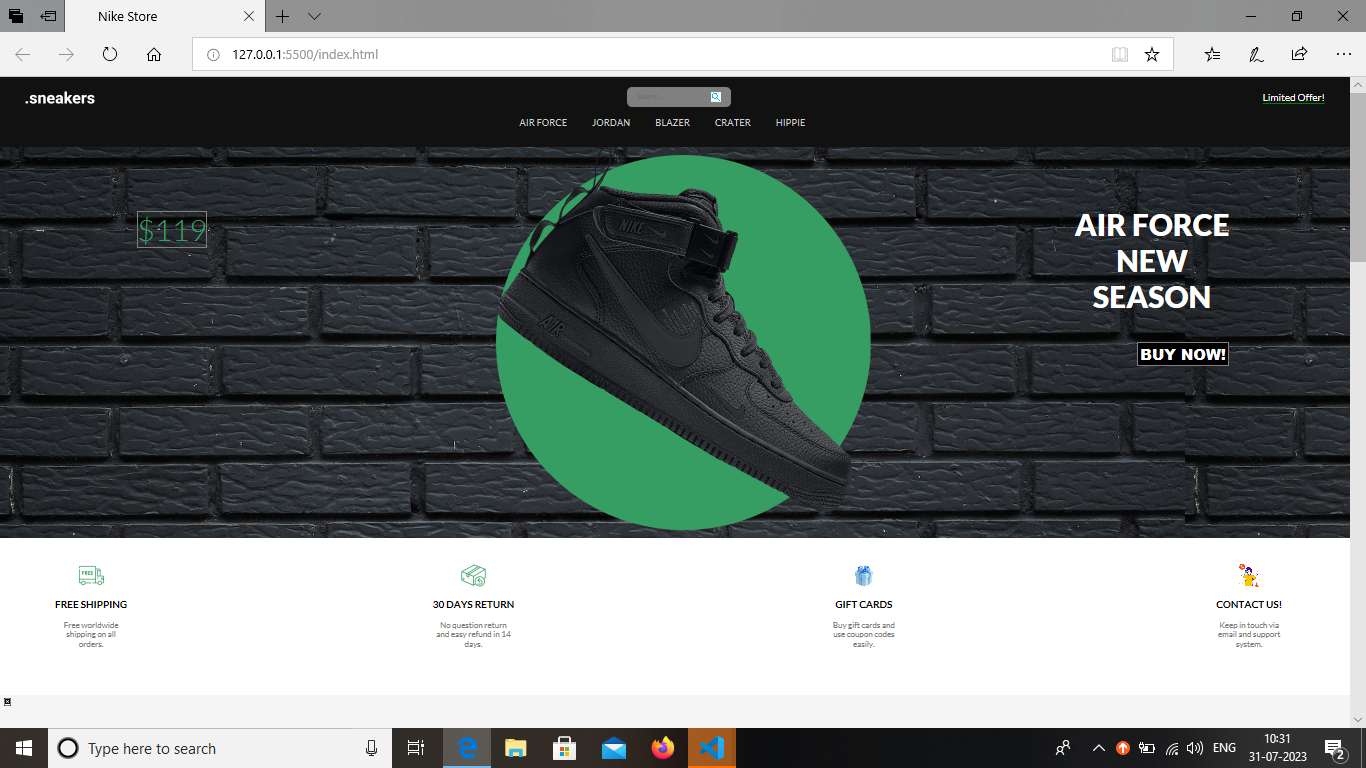 Nike Store
127.0.0.1:5500/index.html
.sneakers
Search...
Limited Offer!
AIR FORCE JORDAN BLAZER CRATER HIPPIE
$119
NIKE
AIR
AIR FORCE
NEW
SEASON
BUY NOW!
FREE
FREE SHIPPING
Free worldwide
shipping on all
orders.
30 DAYS RETURN
No question return
and easy refund in 14
days.
GIFT CARDS
Buy gift cards and
use coupon codes
easily.
CONTACT US!
Keep in touch via
email and support
system.
Type here to search
ENG
10:31
31-07-2023
2